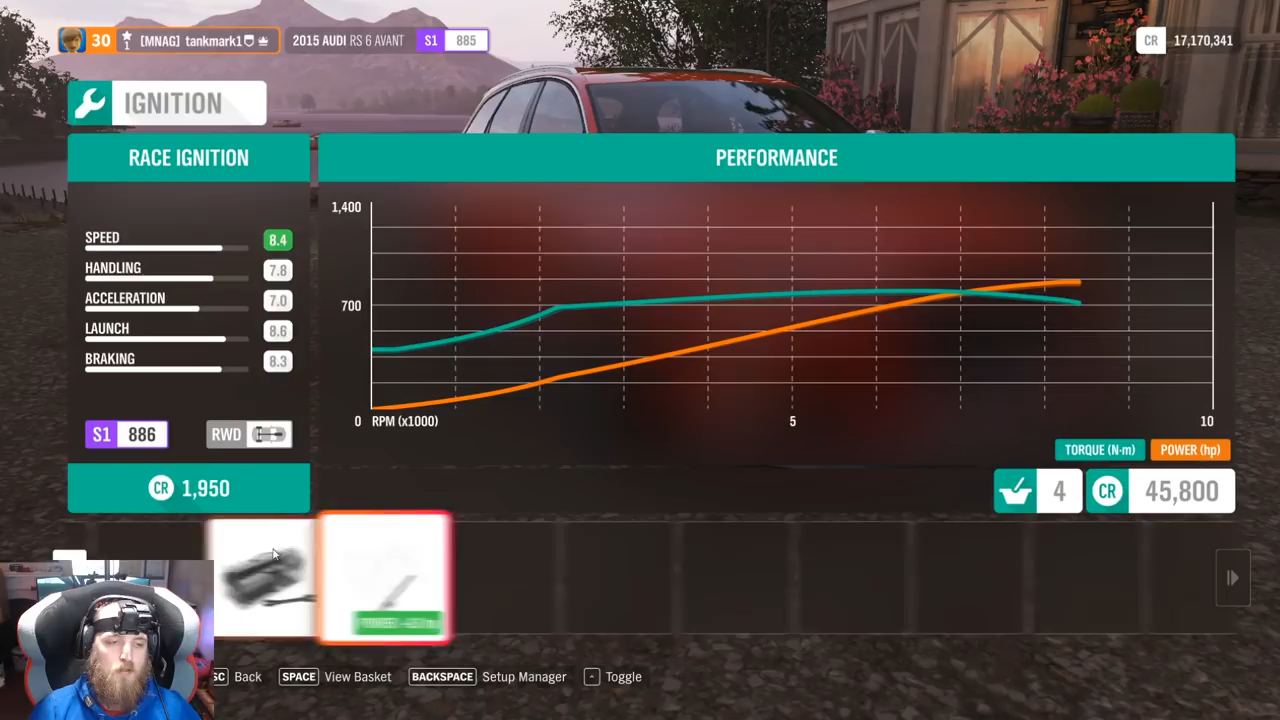 30 [MNAG] tankmark1 2015 AUDI RS 6 AVANT S1 885 CR 17,170,341
IGNITION
RACE IGNITION
PERFORMANCE
SPEED 8.4
HANDLING 7.8
ACCELERATION 7.0
LAUNCH 8.6
BRAKING 8.3
S1 886 RWD
CR 1,950
1,400
700
0 RPM (x1000) 5 10
TORQUE (N·m) POWER (hp)
4 CR 45,800
SC Back SPACE View Basket BACKSPACE Setup Manager ^ Toggle